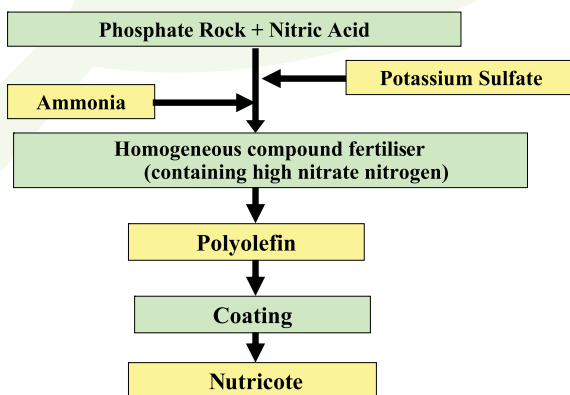 Phosphate Rock + Nitric Acid
Potassium Sulfate
Ammonia
Homogeneous compound fertiliser
(containing high nitrate nitrogen)
Polyolefin
Coating
Nutricote